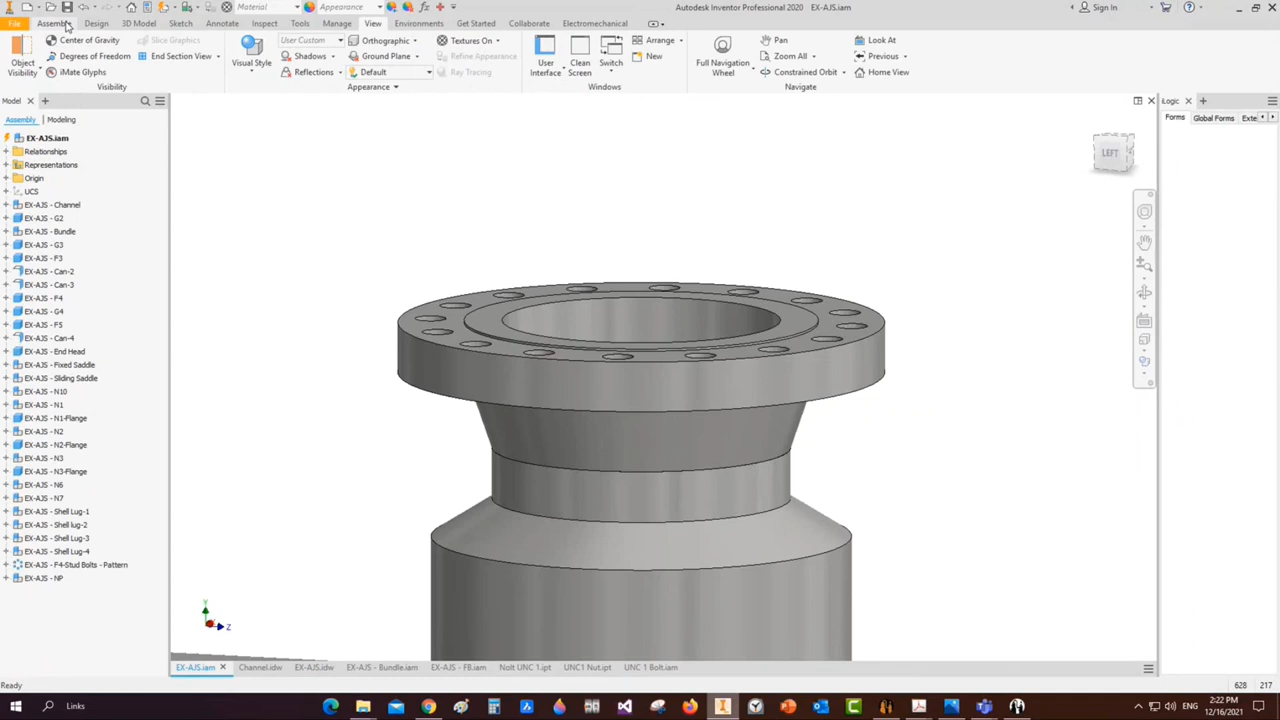 Material
Appearance
Autodesk Inventor Professional 2020 EX-AJS.iam
Sign In
File Assemble Design 3D Model Sketch Annotate Inspect Tools Manage View Environments Get Started Collaborate Electromechanical
Object Visibility
Center of Gravity
Degrees of Freedom
iMate Glyphs
Slice Graphics
End Section View
Visibility
Visual Style
User Custom
Shadows
Reflections
Orthographic
Ground Plane
Default
Textures On
Refine Appearance
Ray Tracing
Appearance
User Interface
Clean Screen
Switch
Arrange
New
Windows
Full Navigation Wheel
Pan
Zoom All
Constrained Orbit
Look At
Previous
Home View
Navigate
Model
Assembly Modeling
EX-AJS.iam
Relationships
Representations
Origin
UCS
EX-AJS - Channel
EX-AJS - G2
EX-AJS - Bundle
EX-AJS - G3
EX-AJS - F3
EX-AJS - Can-2
EX-AJS - Can-3
EX-AJS - F4
EX-AJS - G4
EX-AJS - F5
EX-AJS - Can-4
EX-AJS - End Head
EX-AJS - Fixed Saddle
EX-AJS - Sliding Saddle
EX-AJS - N10
EX-AJS - N1
EX-AJS - N1-Flange
EX-AJS - N2
EX-AJS - N2-Flange
EX-AJS - N3
EX-AJS - N3-Flange
EX-AJS - N6
EX-AJS - N7
EX-AJS - Shell Lug-1
EX-AJS - Shell lug-2
EX-AJS - Shell Lug-3
EX-AJS - Shell Lug-4
EX-AJS - F4-Stud Bolts - Pattern
EX-AJS - NP
LEFT
iLogic
Forms Global Forms Exte
Y
Z
EX-AJS.iam Channel.idw EX-AJS.idw EX-AJS - Bundle.iam EX-AJS - FB.iam Nolt UNC 1.ipt UNC1 Nut.ipt UNC 1 Bolt.iam
Ready
628 217
Links
2:22 PM
12/16/2021